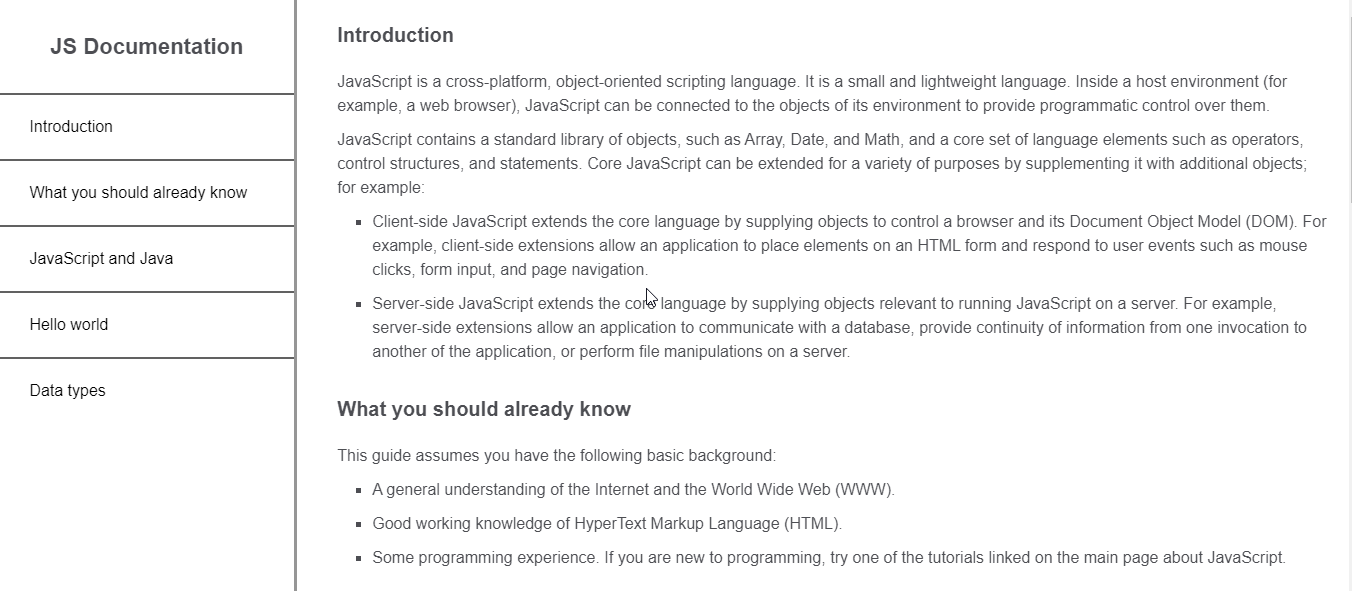 JS Documentation
Introduction
What you should already know
JavaScript and Java
Hello world
Data types
Introduction
JavaScript is a cross-platform, object-oriented scripting language. It is a small and lightweight language. Inside a host environment (for
example, a web browser), JavaScript can be connected to the objects of its environment to provide programmatic control over them.
JavaScript contains a standard library of objects, such as Array, Date, and Math, and a core set of language elements such as operators,
control structures, and statements. Core JavaScript can be extended for a variety of purposes by supplementing it with additional objects;
for example:
Client-side JavaScript extends the core language by supplying objects to control a browser and its Document Object Model (DOM). For
example, client-side extensions allow an application to place elements on an HTML form and respond to user events such as mouse
clicks, form input, and page navigation.
Server-side JavaScript extends the core language by supplying objects relevant to running JavaScript on a server. For example,
server-side extensions allow an application to communicate with a database, provide continuity of information from one invocation to
another of the application, or perform file manipulations on a server.
What you should already know
This guide assumes you have the following basic background:
A general understanding of the Internet and the World Wide Web (WWW).
Good working knowledge of HyperText Markup Language (HTML).
Some programming experience. If you are new to programming, try one of the tutorials linked on the main page about JavaScript.